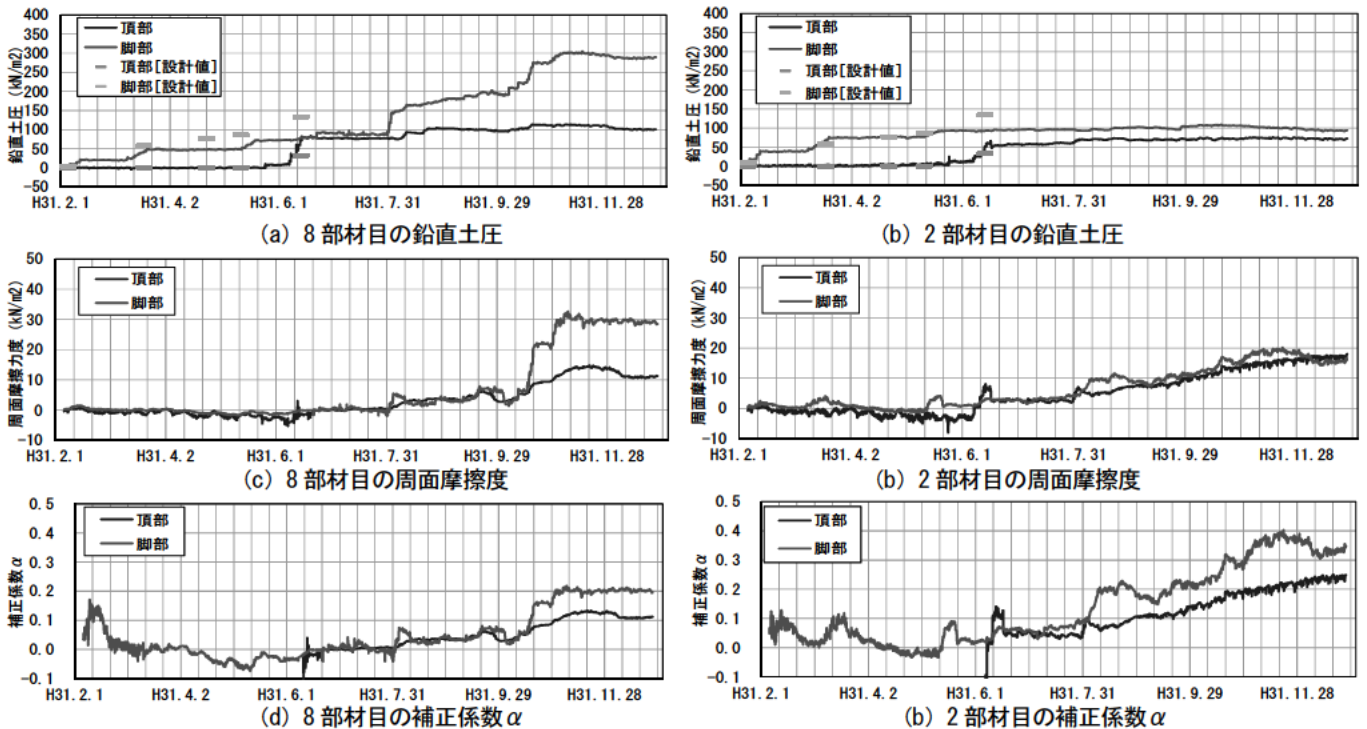 400
350
300
250
200
150
100
50
0
-50
鉛直土圧 (kN/m2)
頂部
脚部
頂部[設計値]
脚部[設計値]
H31.2.1 H31.4.2 H31.6.1 H31.7.31 H31.9.29 H31.11.28
(a) 8部材目の鉛直土圧
400
350
300
250
200
150
100
50
0
-50
鉛直土圧 (kN/m2)
頂部
脚部
頂部[設計値]
脚部[設計値]
H31.2.1 H31.4.2 H31.6.1 H31.7.31 H31.9.29 H31.11.28
(b) 2部材目の鉛直土圧
50
40
30
20
10
0
-10
周面摩擦力度 (kN/m2)
頂部
脚部
H31.2.1 H31.4.2 H31.6.1 H31.7.31 H31.9.29 H31.11.28
(c) 8部材目の周面摩擦度
50
40
30
20
10
0
-10
周面摩擦力度 (kN/m2)
頂部
脚部
H31.2.1 H31.4.2 H31.6.1 H31.7.31 H31.9.29 H31.11.28
(b) 2部材目の周面摩擦度
0.5
0.4
0.3
0.2
0.1
0.0
-0.1
補正係数α
頂部
脚部
H31.2.1 H31.4.2 H31.6.1 H31.7.31 H31.9.29 H31.11.28
(d) 8部材目の補正係数α
0.5
0.4
0.3
0.2
0.1
0.0
-0.1
補正係数α
頂部
脚部
H31.2.1 H31.4.2 H31.6.1 H31.7.31 H31.9.29 H31.11.28
(b) 2部材目の補正係数α